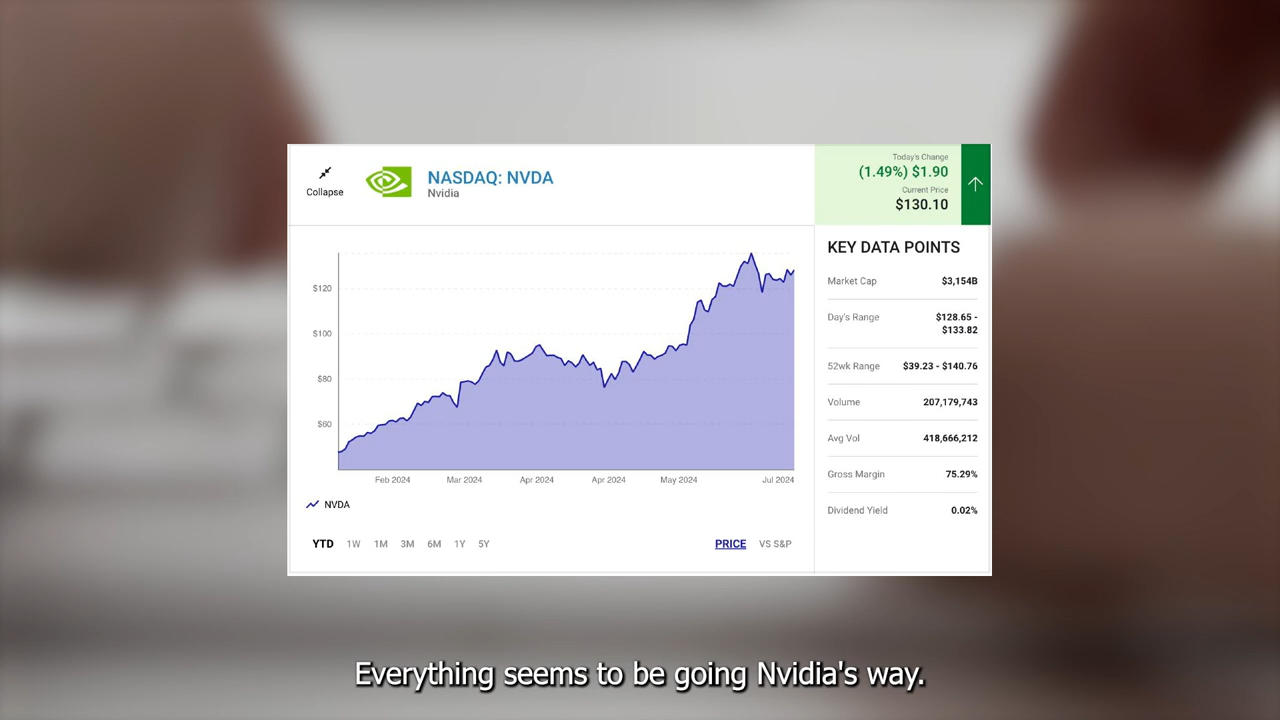 Collapse
NASDAQ: NVDA
Nvidia
Today's Change
(1.49%) $1.90
Current Price
$130.10
$120
$100
$80
$60
Feb 2024
Mar 2024
Apr 2024
Apr 2024
May 2024
Jul 2024
NVDA
YTD 1W 1M 3M 6M 1Y 5Y
PRICE VS S&P
KEY DATA POINTS
Market Cap $3,154B
Day's Range $128.65 -
$133.82
52wk Range $39.23 - $140.76
Volume 207,179,743
Avg Vol 418,666,212
Gross Margin 75.29%
Dividend Yield 0.02%
Everything seems to be going Nvidia's way.